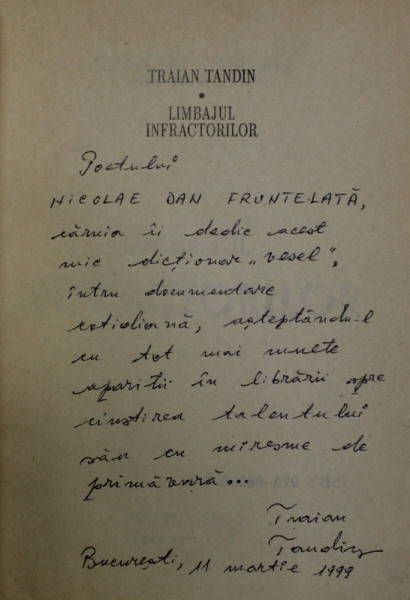 TRAIAN TANDIN
•
LIMBAJUL
INFRACTORILOR
Poetului
NICOLAE DAN FRUNTELATĂ,
căruia îi dedic acest
mic dicționar „vesel”,
întru documentare
cotidiană, așteptându-l
cu tot mai multe
apariții în librării spre
cinstirea talentului
său cu miresme de
primăvară...
Traian
Tandin
București, 11 martie 1999